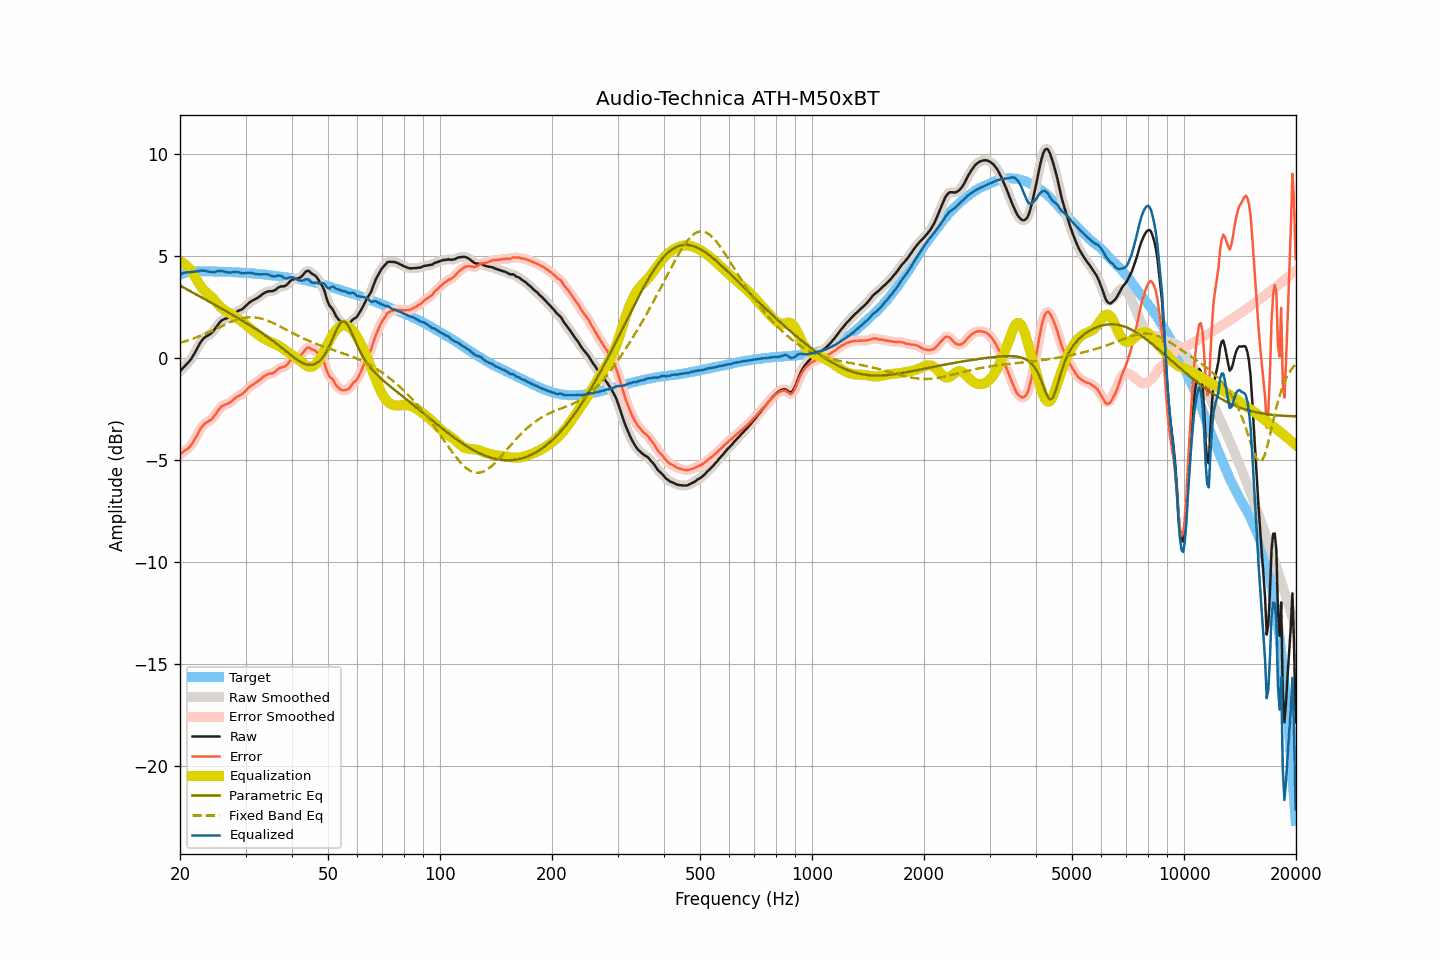 Audio-Technica ATH-M50xBT
10
5
0
−5
−10
−15
−20
Amplitude (dBr)
Target
Raw Smoothed
Error Smoothed
Raw
Error
Equalization
Parametric Eq
Fixed Band Eq
Equalized
20 50 100 200 500 1000 2000 5000 10000 20000
Frequency (Hz)